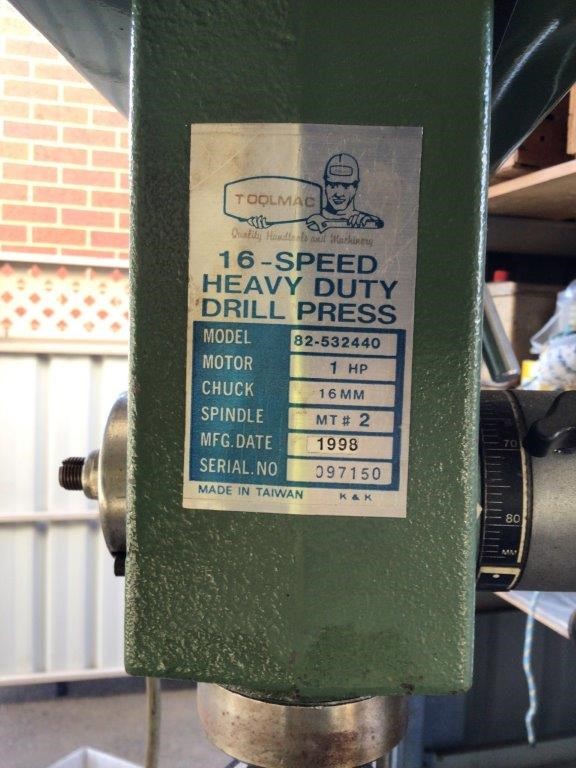 TOOLMAC
Quality Handtools and Machinery
16-SPEED
HEAVY DUTY
DRILL PRESS
MODEL 82-532440
MOTOR 1 HP
CHUCK 16MM
SPINDLE MT# 2
MFG.DATE 1998
SERIAL.NO 097150
MADE IN TAIWAN K & K
70
80
MM